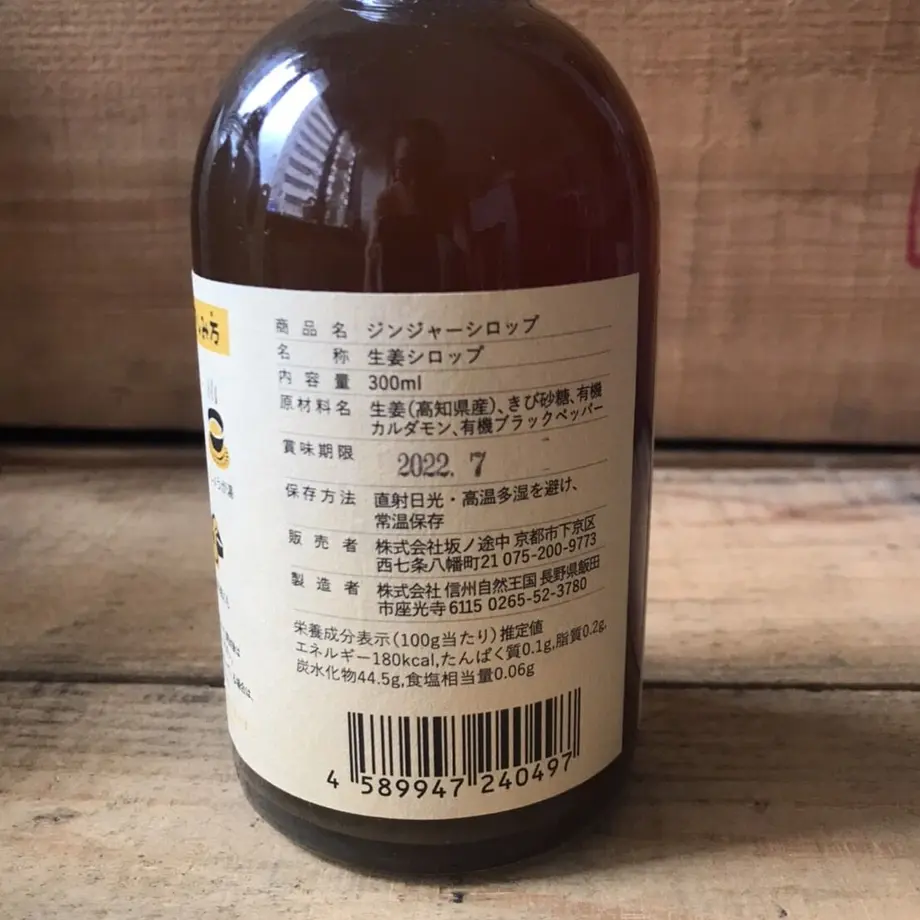 み方
商品名 ジンジャーシロップ
名称 生姜シロップ
内容量 300ml
原材料名 生姜(高知県産)、きび砂糖、有機
カルダモン、有機ブラックペッパー
賞味期限 2022. 7
保存方法 直射日光・高温多湿を避け、
常温保存
販売者 株式会社坂ノ途中 京都市下京区
西七条八幡町21 075-200-9773
製造者 株式会社 信州自然王国 長野県飯田
市座光寺6115 0265-52-3780
栄養成分表示(100g当たり)推定値
エネルギー180kcal,たんぱく質0.1g,脂質0.2g,
炭水化物44.5g,食塩相当量0.06g
4 589947 240497